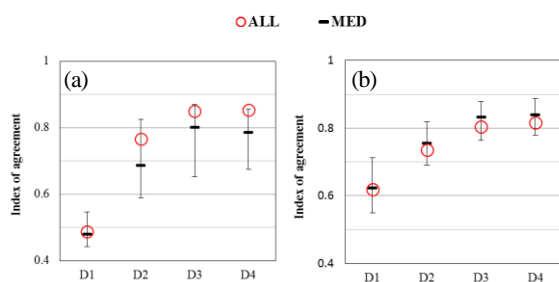 ALL MED
(a)
Index of agreement
1
0.8
0.6
0.4
D1 D2 D3 D4
(b)
Index of agreement
1
0.8
0.6
0.4
D1 D2 D3 D4